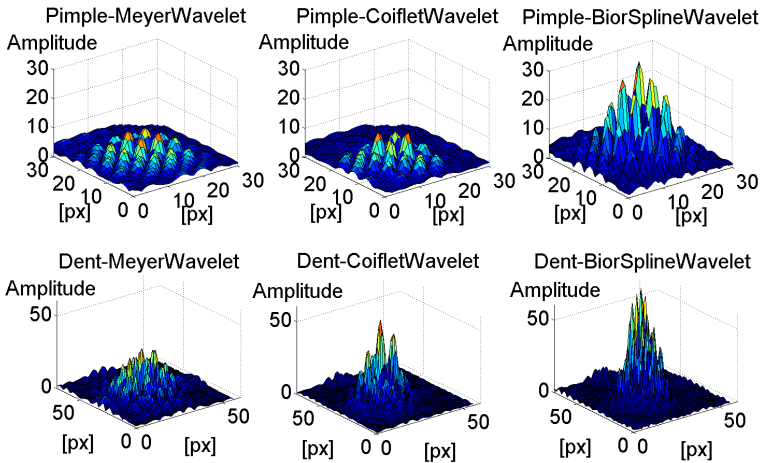 Pimple-MeyerWavelet
Amplitude
30
20
10
0
30
20
10
0
0
10
20
30
[px]
[px]
Pimple-CoifletWavelet
Amplitude
30
20
10
0
30
20
10
0
0
10
20
30
[px]
[px]
Pimple-BiorSplineWavelet
Amplitude
30
20
10
0
30
20
10
0
0
10
20
30
[px]
[px]
Dent-MeyerWavelet
Amplitude
50
0
50
0
0
50
[px]
[px]
Dent-CoifletWavelet
Amplitude
50
0
50
0
0
50
[px]
[px]
Dent-BiorSplineWavelet
Amplitude
50
0
50
0
0
50
[px]
[px]